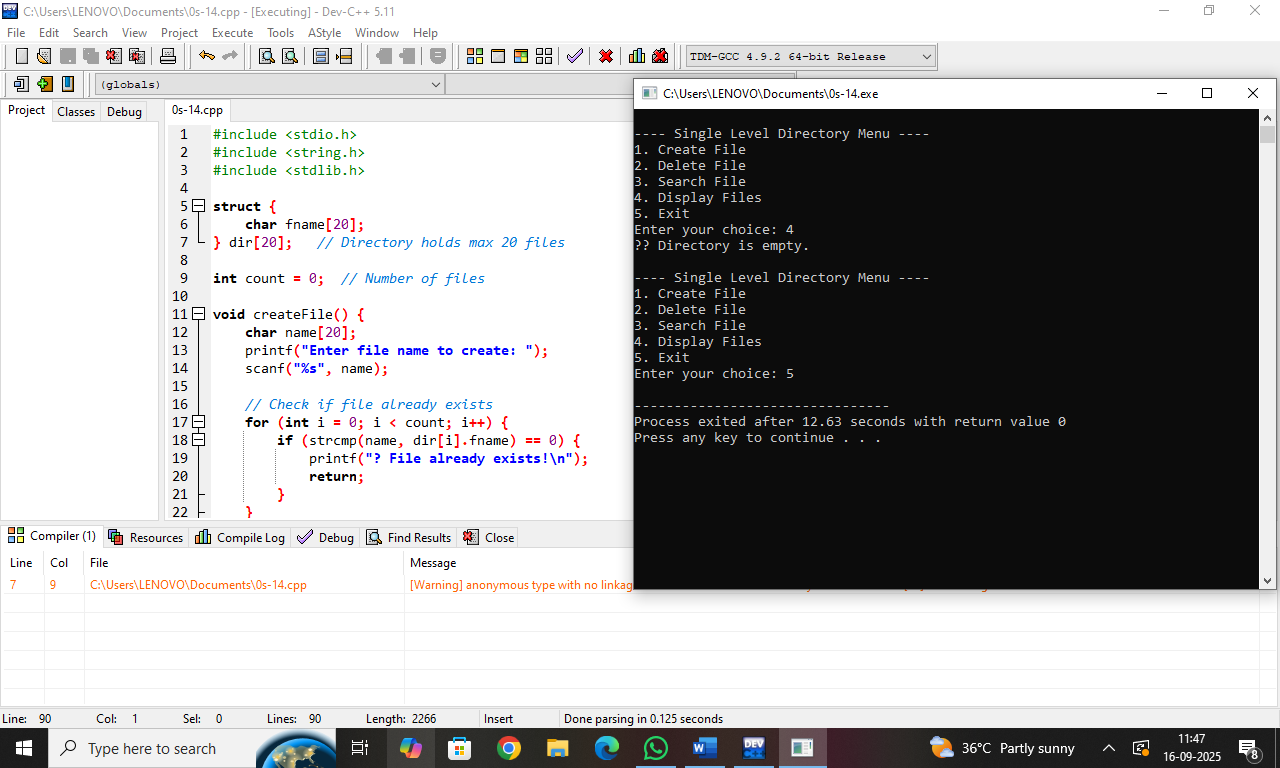 C:\Users\LENOVO\Documents\0s-14.cpp - [Executing] - Dev-C++ 5.11
File Edit Search View Project Execute Tools AStyle Window Help
TDM-GCC 4.9.2 64-bit Release
(globals)
Project Classes Debug
0s-14.cpp
1 #include <stdio.h>
2 #include <string.h>
3 #include <stdlib.h>
4
5 struct {
6 char fname[20];
7 } dir[20]; // Directory holds max 20 files
8
9 int count = 0; // Number of files
10
11 void createFile() {
12 char name[20];
13 printf("Enter file name to create: ");
14 scanf("%s", name);
15
16 // Check if file already exists
17 for (int i = 0; i < count; i++) {
18 if (strcmp(name, dir[i].fname) == 0) {
19 printf("? File already exists!\n");
20 return;
21 }
22 }
C:\Users\LENOVO\Documents\0s-14.exe
---- Single Level Directory Menu ----
1. Create File
2. Delete File
3. Search File
4. Display Files
5. Exit
Enter your choice: 4
?? Directory is empty.
---- Single Level Directory Menu ----
1. Create File
2. Delete File
3. Search File
4. Display Files
5. Exit
Enter your choice: 5
--------------------------------
Process exited after 12.63 seconds with return value 0
Press any key to continue . . .
Compiler (1) Resources Compile Log Debug Find Results Close
Line Col File Message
7 9 C:\Users\LENOVO\Documents\0s-14.cpp [Warning] anonymous type with no linkag
Line: 90 Col: 1 Sel: 0 Lines: 90 Length: 2266 Insert Done parsing in 0.125 seconds
Type here to search
DEV
36°C Partly sunny
11:47
16-09-2025
8